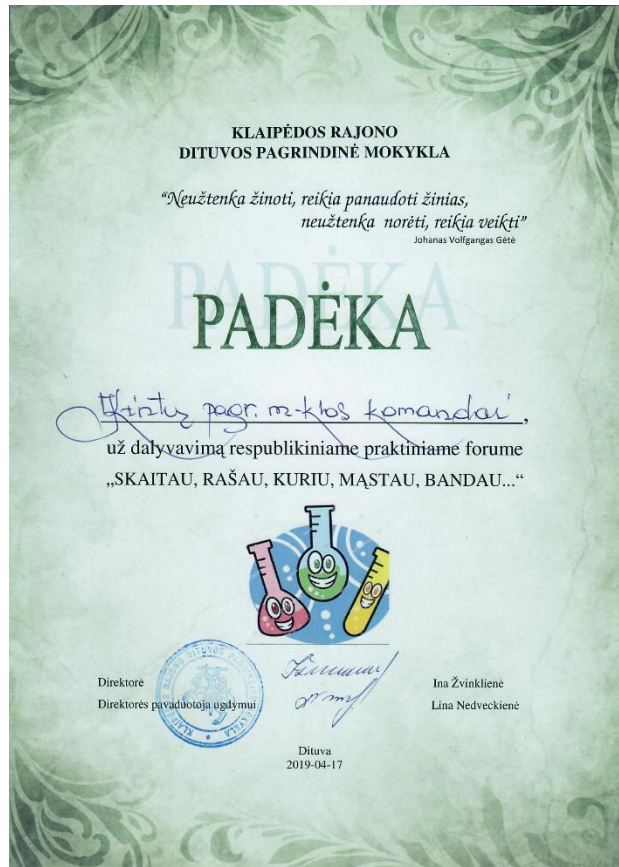 KLAIPĖDOS RAJONO
DITUVOS PAGRINDINĖ MOKYKLA
“Neužtenka žinoti, reikia panaudoti žinias,
neužtenka norėti, reikia veikti”
Johanas Volfgangas Gėtė
PADĖKA
Kintų pagr. m-klos komandai,
už dalyvavimą respublikiniame praktiniame forume
„SKAITAU, RAŠAU, KURIU, MĄSTAU, BANDAU...“
Direktorė
Ina Žvinklienė
Direktorės pavaduotoja ugdymui
Lina Nedveckienė
Dituva
2019-04-17